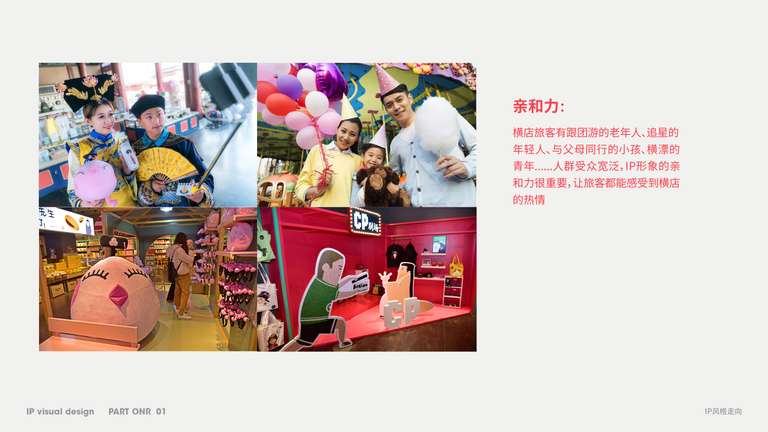 亲和力：
横店旅客有跟团游的老年人、追星的
年轻人、与父母同行的小孩、横漂的
青年......人群受众宽泛，IP形象的亲
和力很重要，让旅客都能感受到横店
的热情
CP
CP
IP visual design PART ONR 01
IP风格走向